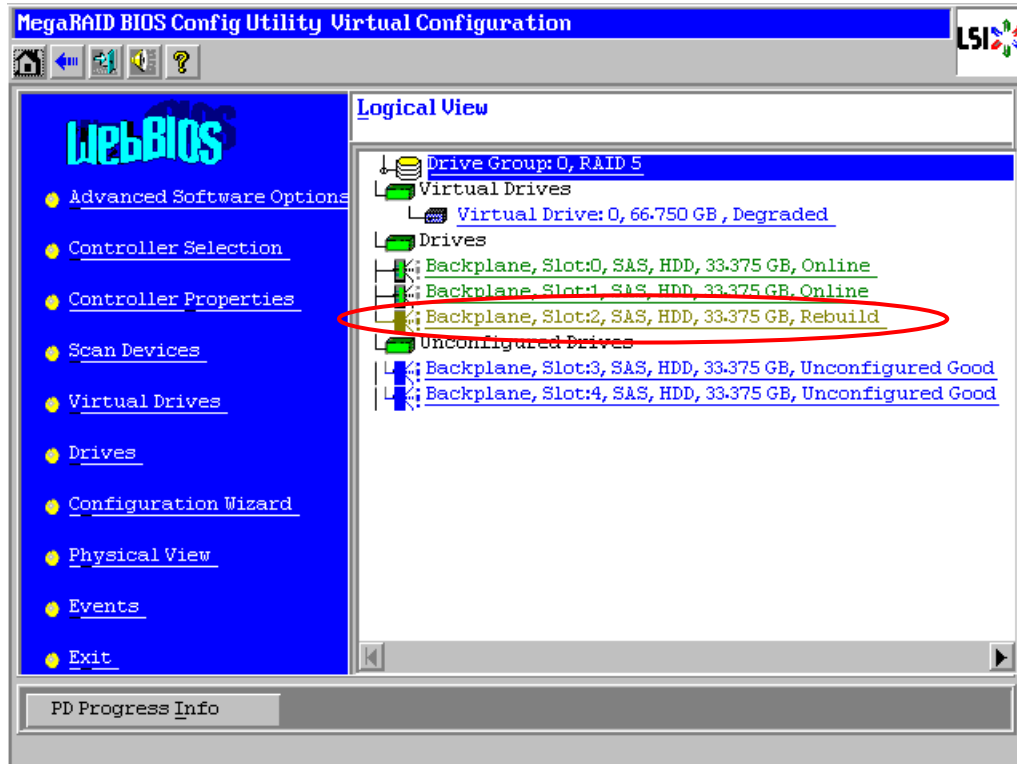 MegaRAID BIOS Config Utility Virtual Configuration
LSI
WebBIOS
Advanced Software Options
Controller Selection
Controller Properties
Scan Devices
Virtual Drives
Drives
Configuration Wizard
Physical View
Events
Exit
Logical View
Drive Group: 0, RAID 5
Virtual Drives
Virtual Drive: 0, 66.750 GB , Degraded
Drives
Backplane, Slot:0, SAS, HDD, 33.375 GB, Online
Backplane, Slot:1, SAS, HDD, 33.375 GB, Online
Backplane, Slot:2, SAS, HDD, 33.375 GB, Rebuild
Unconfigured Drives
Backplane, Slot:3, SAS, HDD, 33.375 GB, Unconfigured Good
Backplane, Slot:4, SAS, HDD, 33.375 GB, Unconfigured Good
PD Progress Info